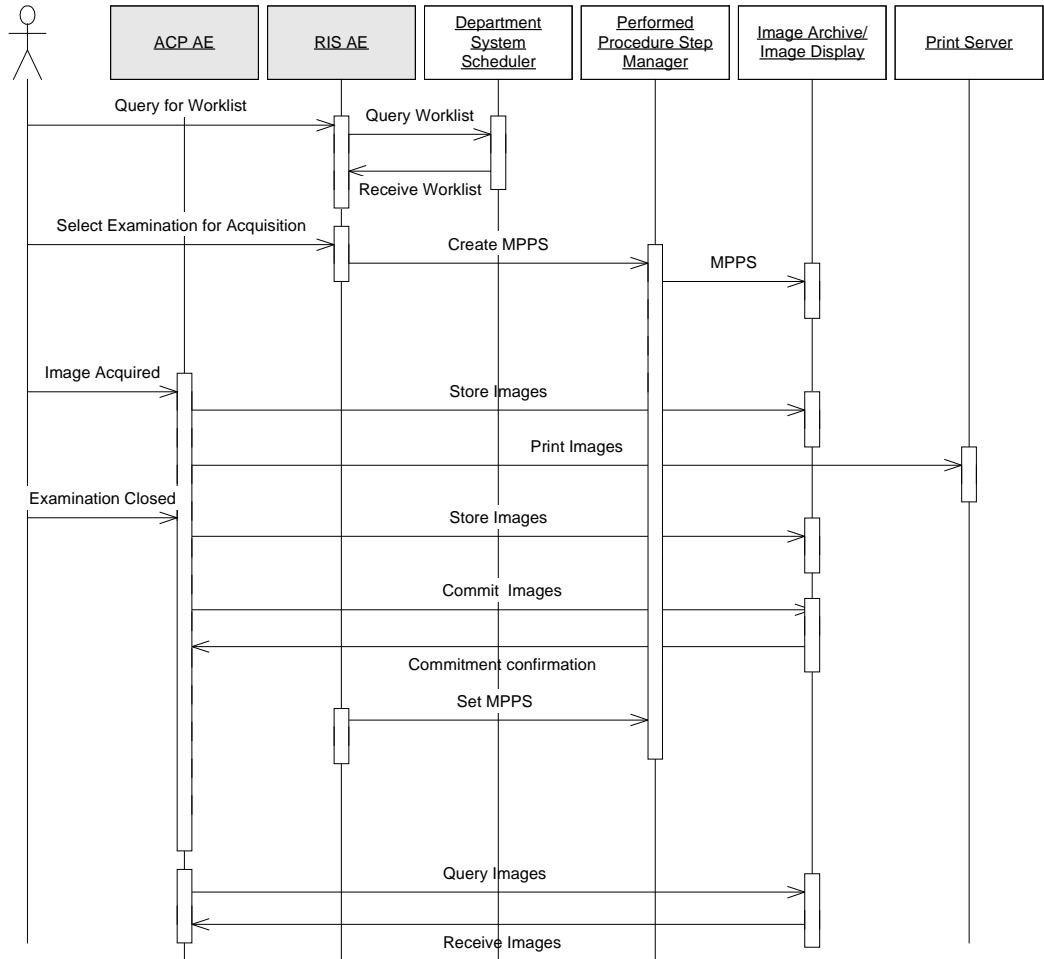 ACP AE
RIS AE
Department
System
Scheduler
Performed
Procedure Step
Manager
Image Archive/
Image Display
Print Server
Query for Worklist
Query Worklist
Receive Worklist
Select Examination for Acquisition
Create MPPS
MPPS
Image Acquired
Store Images
Print Images
Examination Closed
Store Images
Commit Images
Commitment confirmation
Set MPPS
Query Images
Receive Images